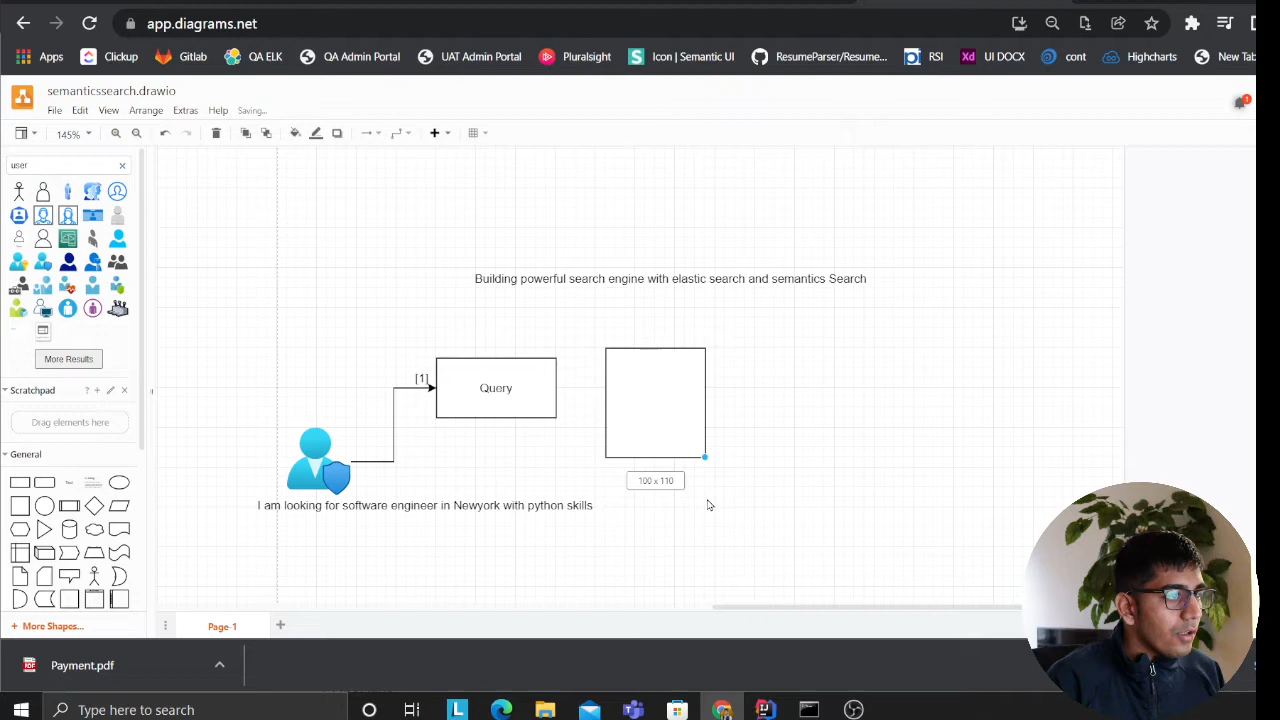 app.diagrams.net
Apps
Clickup
Gitlab
QA ELK
QA Admin Portal
UAT Admin Portal
Pluralsight
Icon | Semantic UI
ResumeParser/Resume...
RSI
UI DOCX
cont
Highcharts
New Tab
semanticssearch.drawio
File Edit View Arrange Extras Help Saving...
1
145%
user
Building powerful search engine with elastic search and semantics Search
[1]
Query
More Results
Scratchpad
Drag elements here
General
Text
100 x 110
I am looking for software engineer in Newyork with python skills
+ More Shapes...
Page-1
PDF
Payment.pdf
Type here to search
L